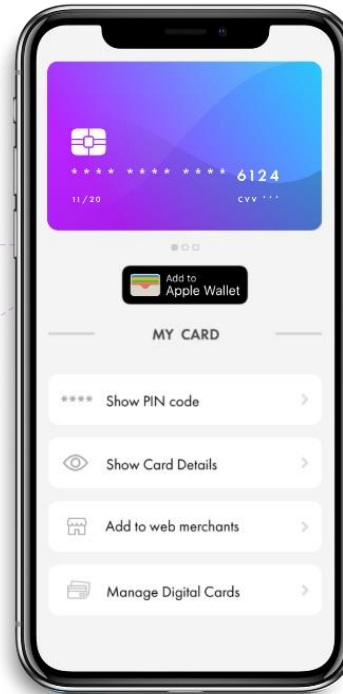 **** **** **** 6124
11/20 CVV ***
Add to
Apple Wallet
MY CARD
**** Show PIN code
Show Card Details
Add to web merchants
Manage Digital Cards